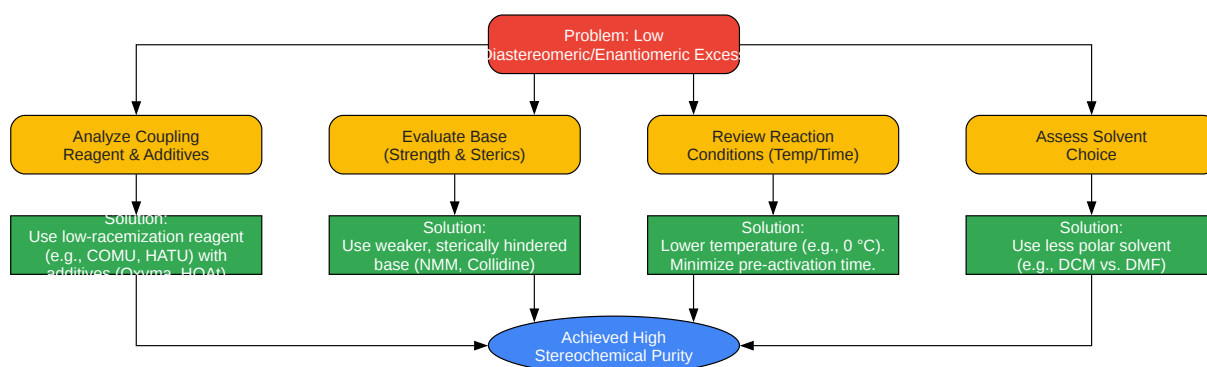 Problem: Low
Diastereomeric/Enantiomeric Excess
Analyze Coupling
Reagent & Additives
Evaluate Base
(Strength & Sterics)
Review Reaction
Conditions (Temp/Time)
Assess Solvent
Choice
Solution:
Use low-racemization reagent
(e.g., COMU, HATU) with
additives (Oxyma, HOAt)
Solution:
Use weaker, sterically hindered
base (NMM, Collidine)
Solution:
Lower temperature (e.g., 0 °C).
Minimize pre-activation time.
Solution:
Use less polar solvent
(e.g., DCM vs. DMF)
Achieved High
Stereochemical Purity